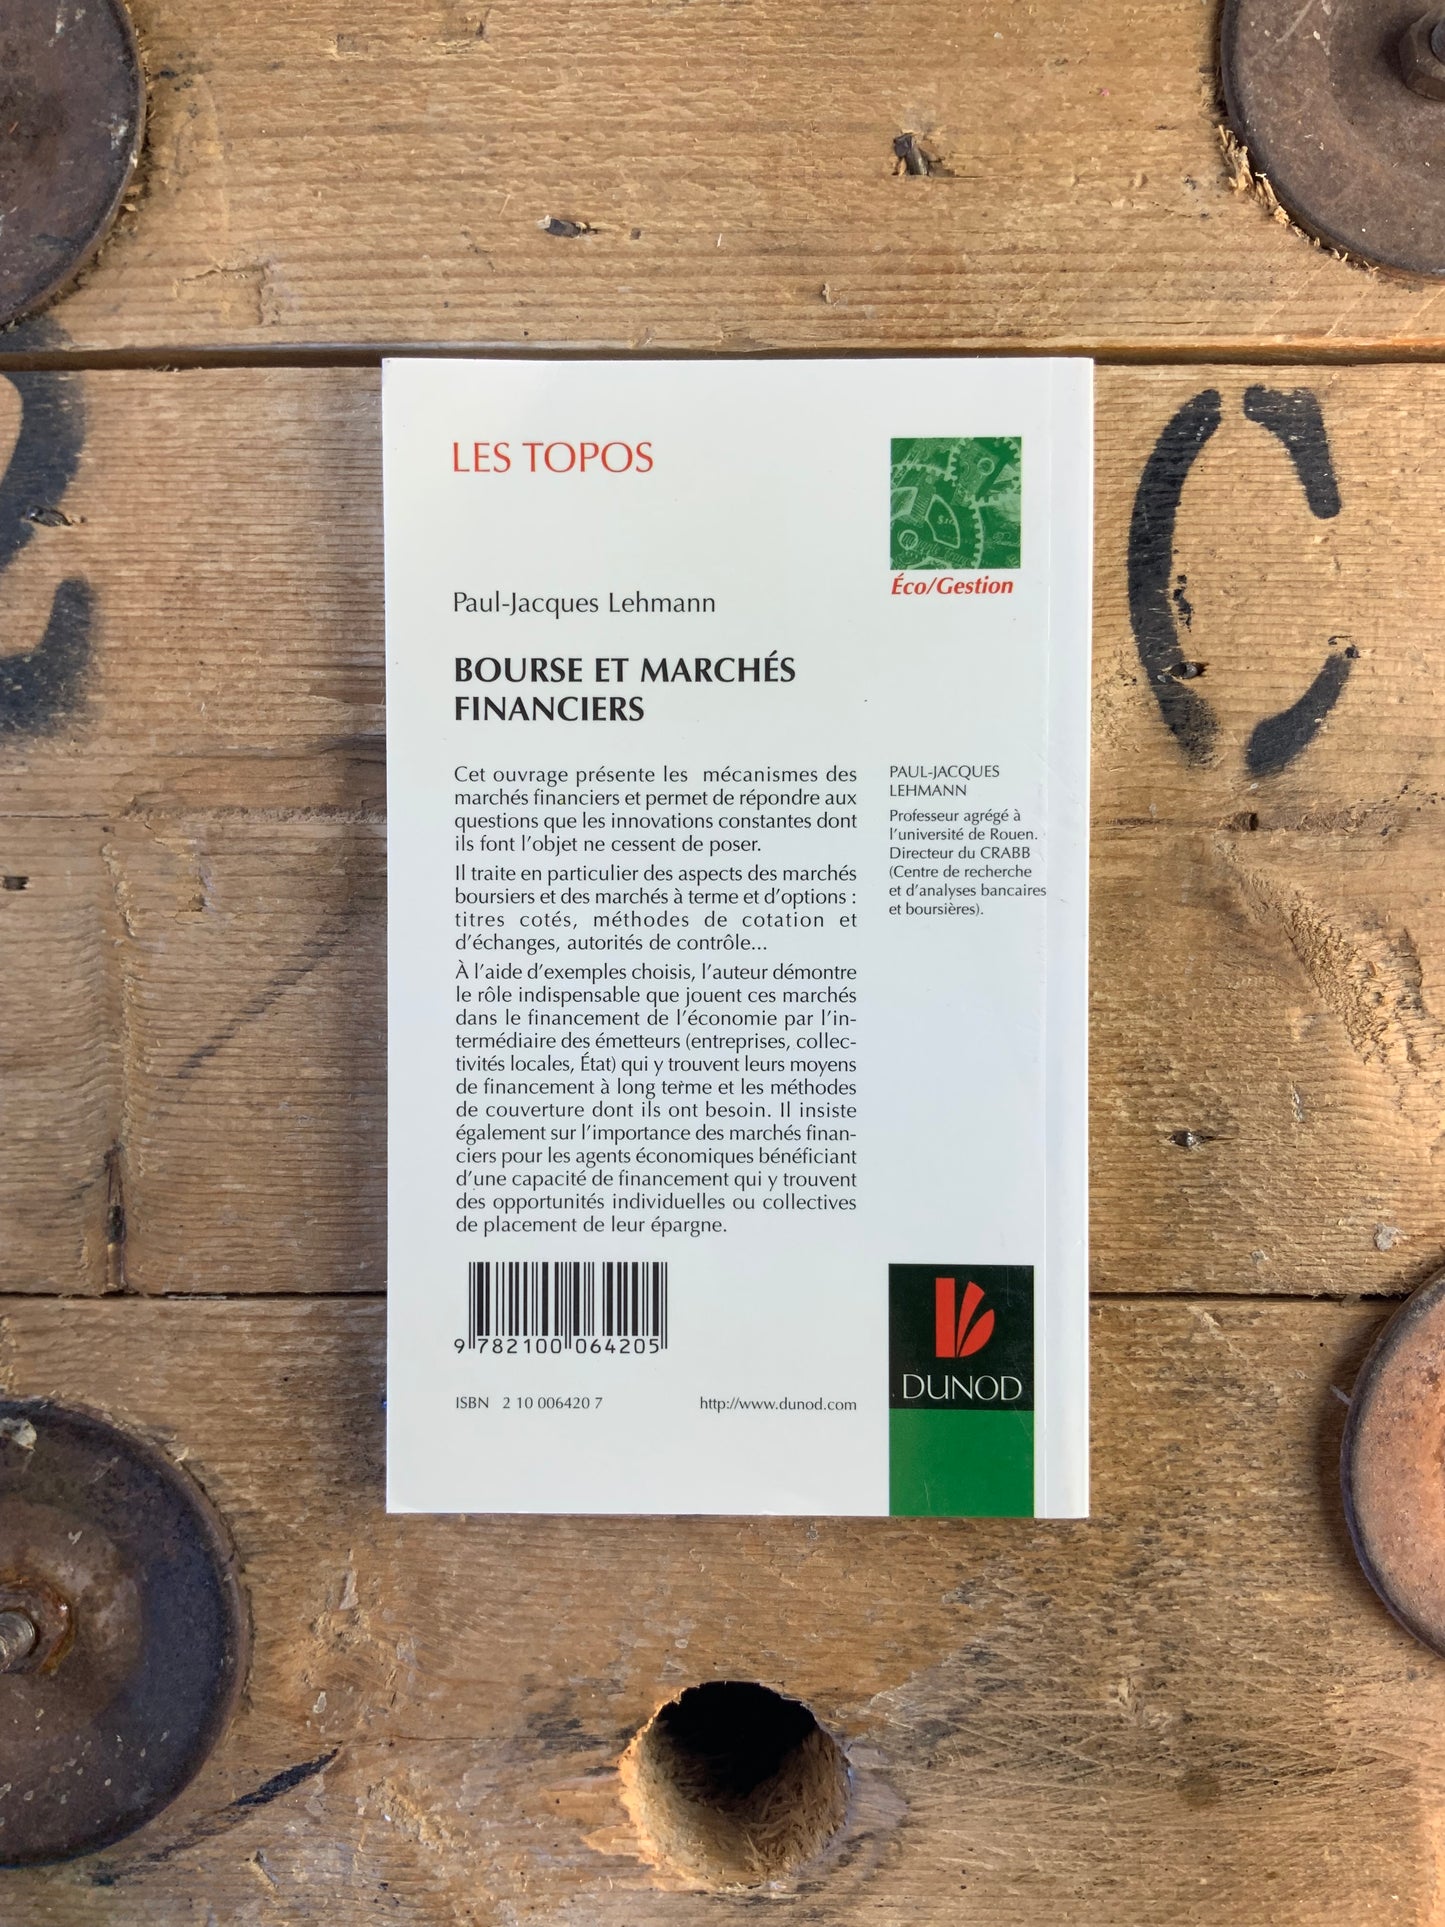 LES TOPOS
Éco/Gestion
Paul-Jacques Lehmann
BOURSE ET MARCHÉS
FINANCIERS
Cet ouvrage présente les mécanismes des
marchés financiers et permet de répondre aux
questions que les innovations constantes dont
ils font l'objet ne cessent de poser.
Il traite en particulier des aspects des marchés
boursiers et des marchés à terme et d'options :
titres cotés, méthodes de cotation et
d'échanges, autorités de contrôle...
À l'aide d'exemples choisis, l'auteur démontre
le rôle indispensable que jouent ces marchés
dans le financement de l'économie par l'in-
termédiaire des émetteurs (entreprises, collec-
tivités locales, État) qui y trouvent leurs moyens
de financement à long terme et les méthodes
de couverture dont ils ont besoin. Il insiste
également sur l'importance des marchés finan-
ciers pour les agents économiques bénéficiant
d'une capacité de financement qui y trouvent
des opportunités individuelles ou collectives
de placement de leur épargne.
PAUL-JACQUES
LEHMANN
Professeur agrégé à
l'université de Rouen.
Directeur du CRABB
(Centre de recherche
et d'analyses bancaires
et boursières).
9 782100 064205
ISBN 2 10 006420 7
http://www.dunod.com
DUNOD
C